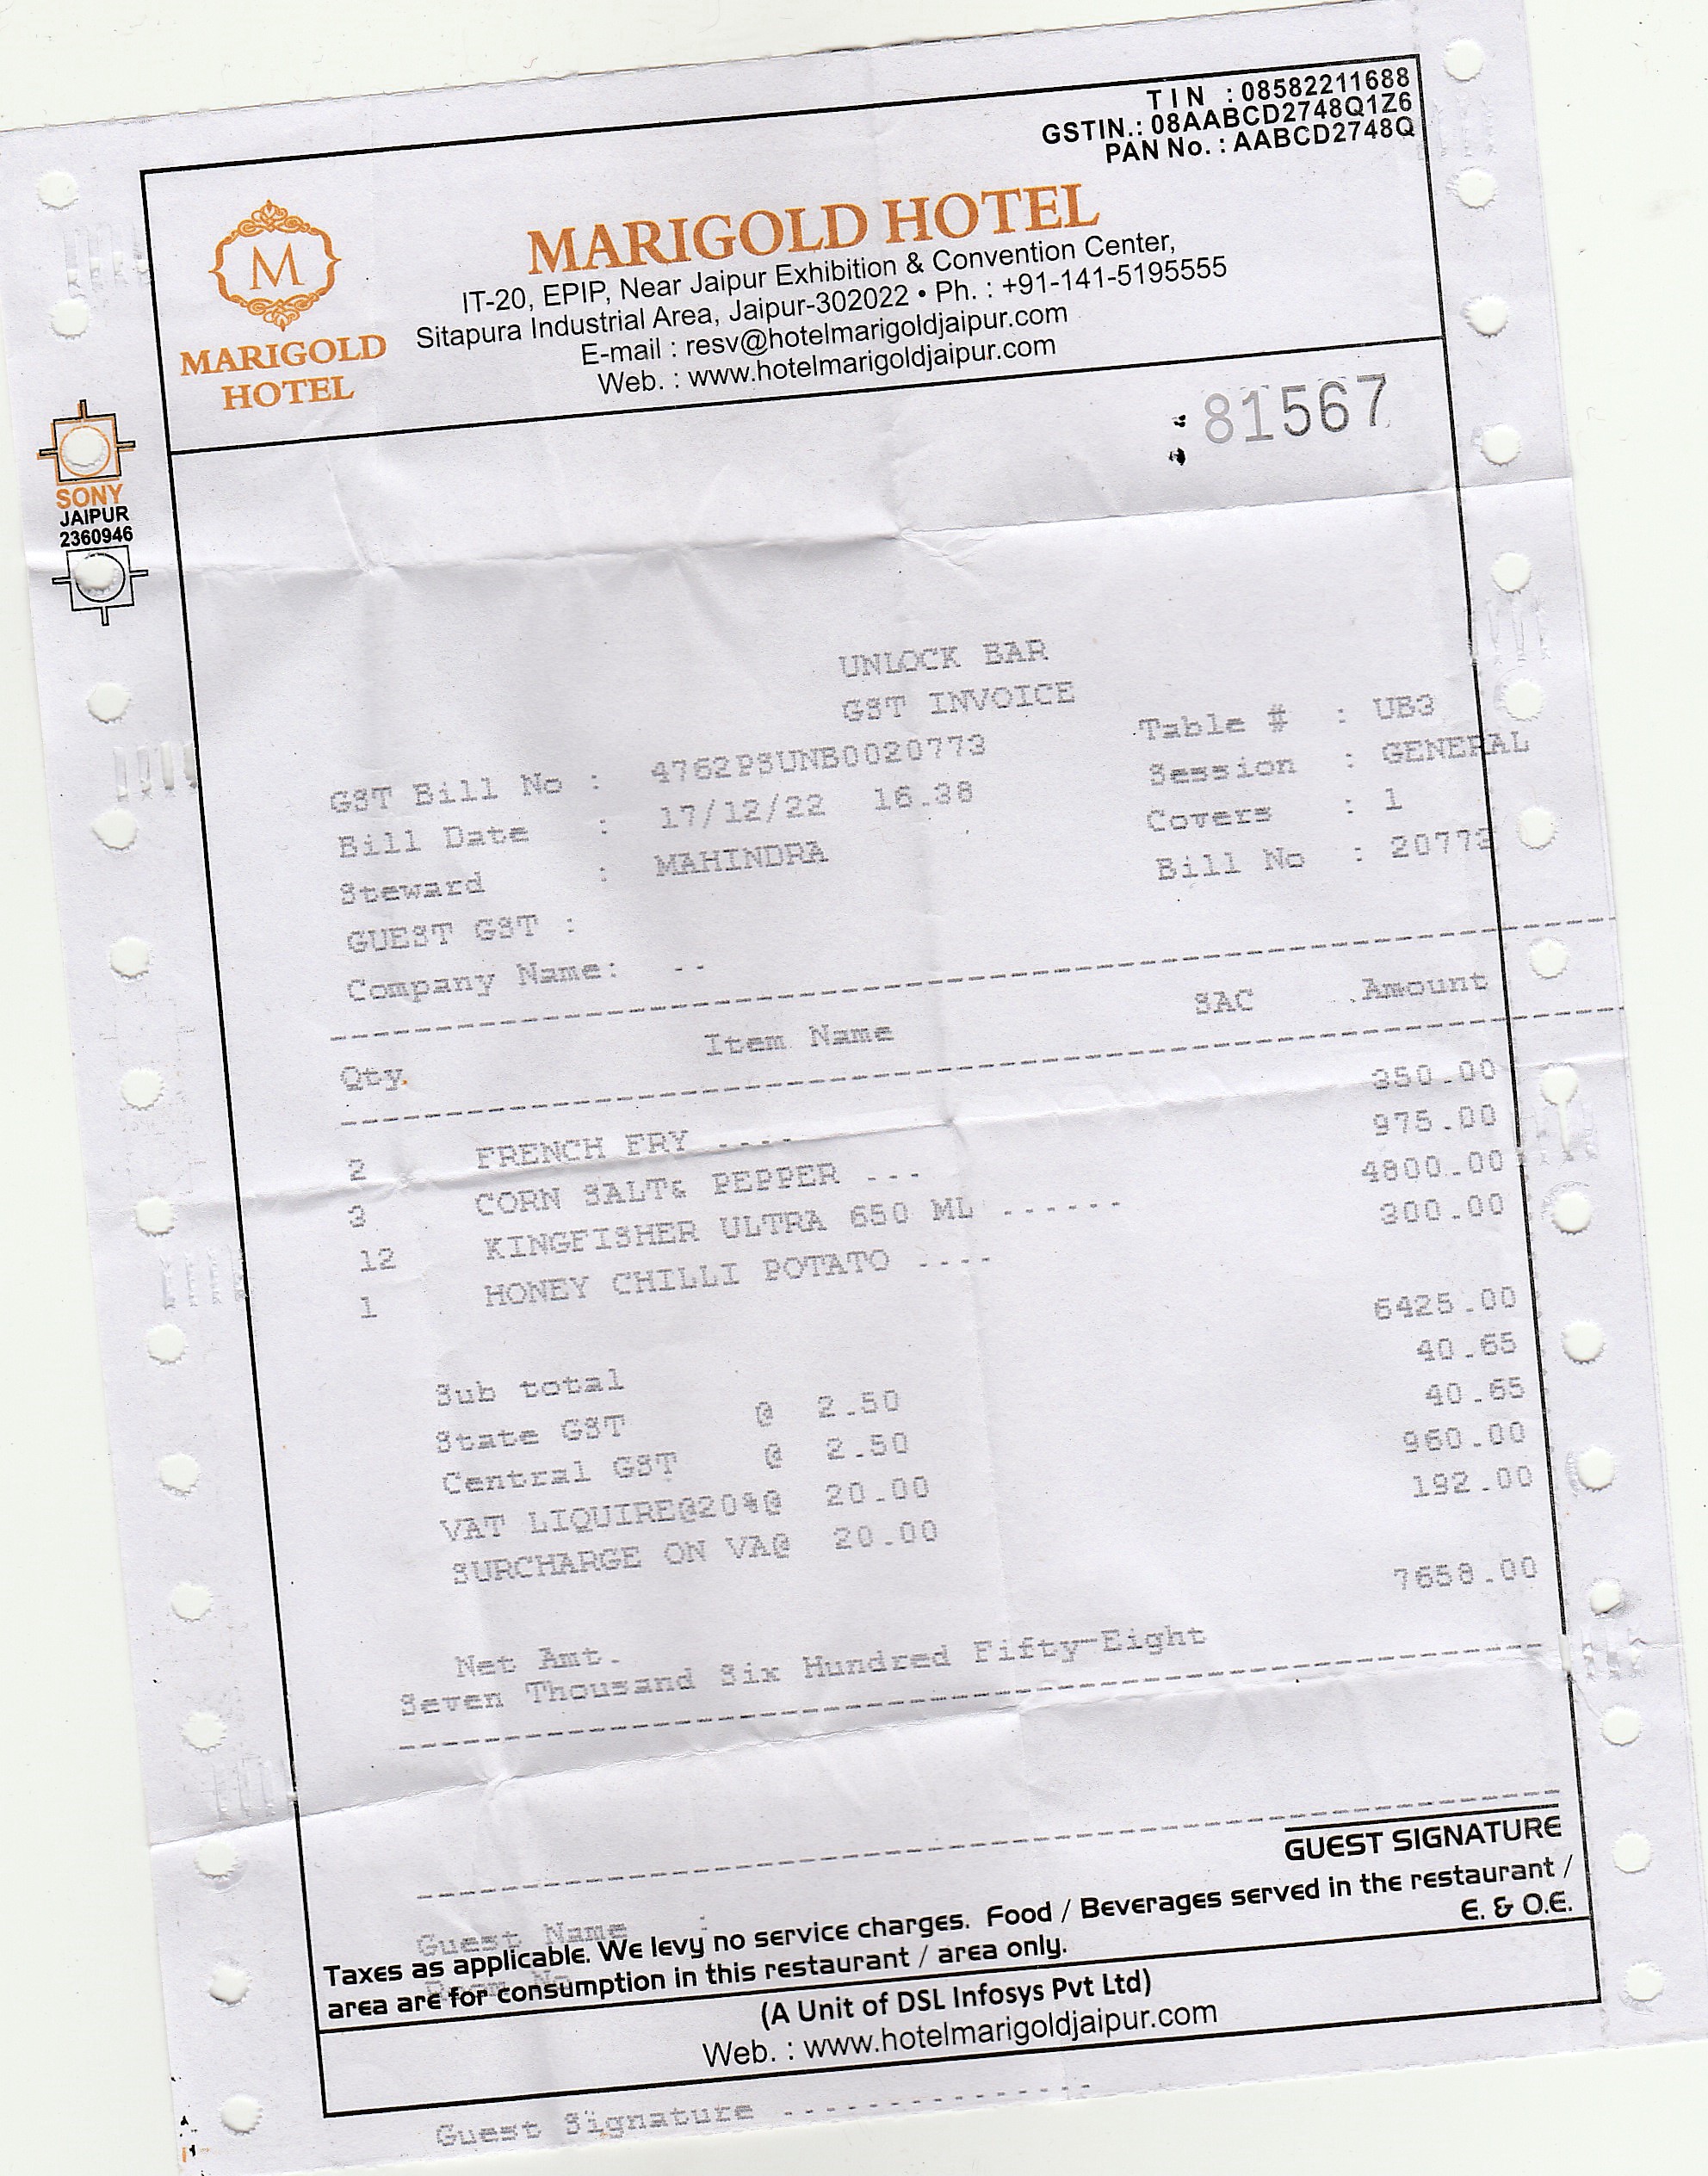 TIN : 08582211688
GSTIN.: 08AABCD2748Q1Z6
PAN No. : AABCD2748Q
M
MARIGOLD
HOTEL
MARIGOLD HOTEL
IT-20, EPIP, Near Jaipur Exhibition & Convention Center,
Sitapura Industrial Area, Jaipur-302022 • Ph. : +91-141-5195555
E-mail : resv@hotelmarigoldjaipur.com
Web. : www.hotelmarigoldjaipur.com
: 81567
SONY
JAIPUR
2360946
UNLOCK BAR
GST INVOICE
GST Bill No : 4762PSUNB0020773 Table # : UB3
Bill Date : 17/12/22 16.38 Session : GENERAL
Steward : MAHINDRA Covers : 1
GUEST GST : Bill No : 20773
Company Name: --
Qty. Item Name SAC Amount
2 FRENCH FRY .... 350.00
3 CORN SALT& PEPPER ... 975.00
12 KINGFISHER ULTRA 650 ML ...... 4800.00
1 HONEY CHILLI POTATO .... 300.00
Sub total 6425.00
State GST @ 2.50 40.65
Central GST @ 2.50 40.65
VAT LIQUIRE@20%@ 20.00 960.00
SURCHARGE ON VA@ 20.00 192.00
Net Amt. 7658.00
Seven Thousand Six Hundred Fifty-Eight
GUEST SIGNATURE
Guest Name :
Taxes as applicable. We levy no service charges. Food / Beverages served in the restaurant /
area are for consumption in this restaurant / area only. E. & O.E.
Room No
(A Unit of DSL Infosys Pvt Ltd)
Web. : www.hotelmarigoldjaipur.com
Guest Signature ..............